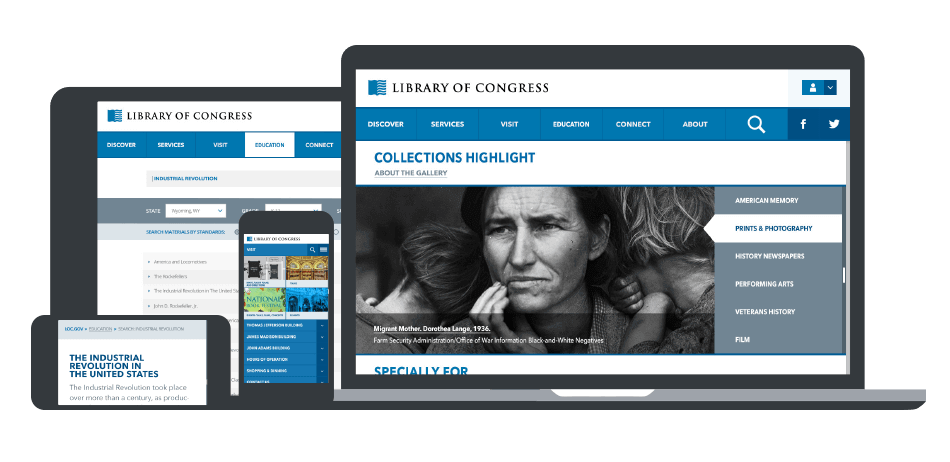 LIBRARY OF CONGRESS
DISCOVER SERVICES VISIT EDUCATION CONNECT ABOUT
COLLECTIONS HIGHLIGHT
ABOUT THE GALLERY
AMERICAN MEMORY
PRINTS & PHOTOGRAPHY
HISTORY NEWSPAPERS
PERFORMING ARTS
VETERANS HISTORY
FILM
Migrant Mother. Dorothea Lange, 1936.
Farm Security Administration/Office of War Information Black-and-White Negatives
SPECIALLY FOR
LIBRARY OF CONGRESS
DISCOVER SERVICES VISIT EDUCATION CONNECT
INDUSTRIAL REVOLUTION
STATE Wyoming, WY
SEARCH MATERIALS BY STANDARDS:
America and Locomotives
The Rockefellers
The Industrial Revolution in The United
John D. Rockefeller, Jr.
LIBRARY OF CONGRESS
VISIT
NATIONAL
THOMAS JEFFERSON BUILDING
JAMES MADISON BUILDING
JOHN ADAMS BUILDING
HOURS OF OPERATION
SHOPPING & DINING
CONTACT US
LOC.GOV > EDUCATION > SEARCH INDUSTRIAL REVOLUTION
THE INDUSTRIAL
REVOLUTION IN
THE UNITED STATES
The Industrial Revolution took place
over more than a century, as produc-